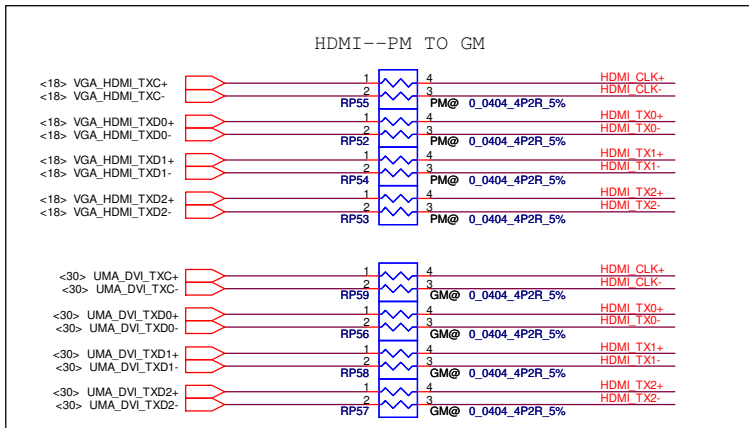 HDMI--PM TO GM
<18> VGA_HDMI_TXC+ 1 4 HDMI_CLK+
<18> VGA_HDMI_TXC- 2 3 HDMI_CLK-
RP55 PM@ 0_0404_4P2R_5%
<18> VGA_HDMI_TXD0+ 1 4 HDMI_TX0+
<18> VGA_HDMI_TXD0- 2 3 HDMI_TX0-
RP52 PM@ 0_0404_4P2R_5%
<18> VGA_HDMI_TXD1+ 1 4 HDMI_TX1+
<18> VGA_HDMI_TXD1- 2 3 HDMI_TX1-
RP54 PM@ 0_0404_4P2R_5%
<18> VGA_HDMI_TXD2+ 1 4 HDMI_TX2+
<18> VGA_HDMI_TXD2- 2 3 HDMI_TX2-
RP53 PM@ 0_0404_4P2R_5%
<30> UMA_DVI_TXC+ 1 4 HDMI_CLK+
<30> UMA_DVI_TXC- 2 3 HDMI_CLK-
RP59 GM@ 0_0404_4P2R_5%
<30> UMA_DVI_TXD0+ 1 4 HDMI_TX0+
<30> UMA_DVI_TXD0- 2 3 HDMI_TX0-
RP56 GM@ 0_0404_4P2R_5%
<30> UMA_DVI_TXD1+ 1 4 HDMI_TX1+
<30> UMA_DVI_TXD1- 2 3 HDMI_TX1-
RP58 GM@ 0_0404_4P2R_5%
<30> UMA_DVI_TXD2+ 1 4 HDMI_TX2+
<30> UMA_DVI_TXD2- 2 3 HDMI_TX2-
RP57 GM@ 0_0404_4P2R_5%